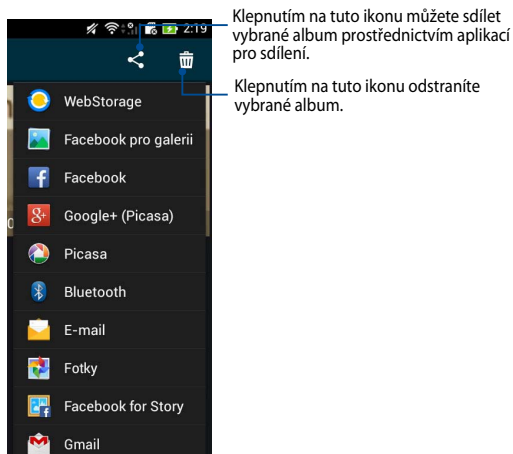 2:19
Klepnutím na tuto ikonu můžete sdílet
vybrané album prostřednictvím aplikací
pro sdílení.
Klepnutím na tuto ikonu odstraníte
vybrané album.
WebStorage
Facebook pro galerii
Facebook
Google+ (Picasa)
Picasa
Bluetooth
E-mail
Fotky
Facebook for Story
Gmail